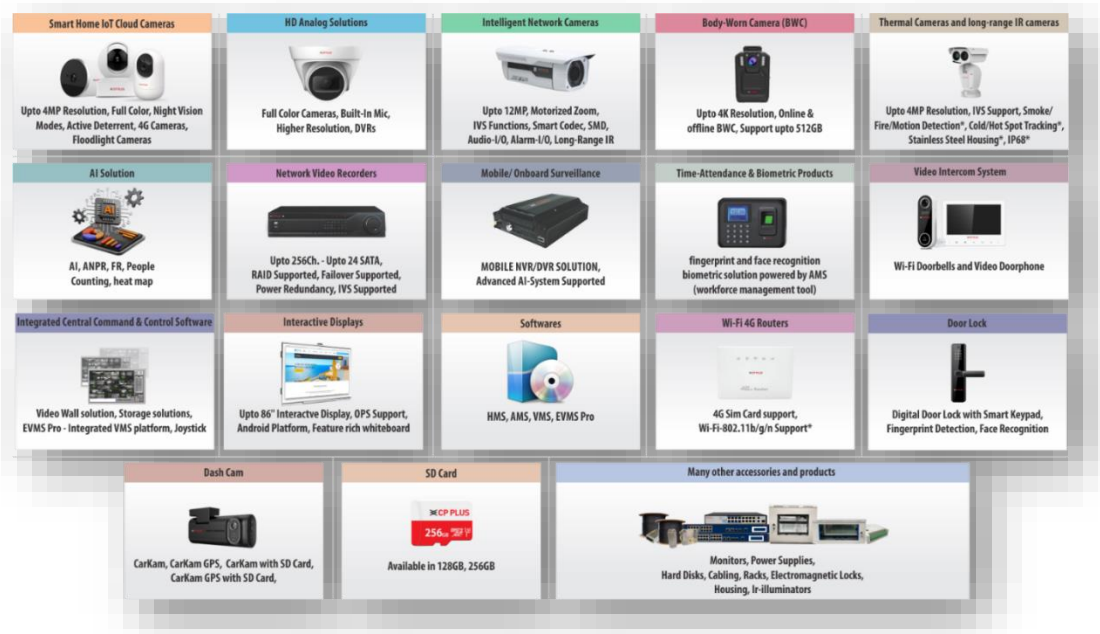 Smart Home IoT Cloud Cameras
Upto 4MP Resolution, Full Color, Night Vision
Modes, Active Deterrent, 4G Cameras,
Floodlight Cameras
HD Analog Solutions
Full Color Cameras, Built-In Mic,
Higher Resolution, DVRs
Intelligent Network Cameras
Upto 12MP, Motorized Zoom,
IVS Functions, Smart Codec, SMD,
Audio-I/O, Alarm-I/O, Long-Range IR
Body-Worn Camera (BWC)
Upto 4K Resolution, Online &
offline BWC, Support upto 512GB
Thermal Cameras and long-range IR cameras
Upto 4MP Resolution, IVS Support, Smoke/
Fire/Motion Detection*, Cold/Hot Spot Tracking*,
Stainless Steel Housing*, IP68*
AI Solution
AI
AI, ANPR, FR, People
Counting, heat map
Network Video Recorders
Upto 256Ch. - Upto 24 SATA,
RAID Supported, Failover Supported,
Power Redundancy, IVS Supported
Mobile/ Onboard Surveillance
MOBILE NVR/DVR SOLUTION,
Advanced AI-System Supported
Time-Attendance & Biometric Products
fingerprint and face recognition
biometric solution powered by AMS
(workforce management tool)
Video Intercom System
Wi-Fi Doorbells and Video Doorphone
Integrated Central Command & Control Software
Video Wall solution, Storage solutions,
EVMS Pro - Integrated VMS platform, Joystick
Interactive Displays
Upto 86" Interactve Display, OPS Support,
Android Platform, Feature rich whiteboard
Softwares
HMS, AMS, VMS, EVMS Pro
Wi-Fi 4G Routers
4G Sim Card support,
Wi-Fi-802.11b/g/n Support*
Door Lock
Digital Door Lock with Smart Keypad,
Fingerprint Detection, Face Recognition
Dash Cam
CarKam, CarKam GPS, CarKam with SD Card,
CarKam GPS with SD Card,
SD Card
CP PLUS
256GB
Available in 128GB, 256GB
Many other accessories and products
Monitors, Power Supplies,
Hard Disks, Cabling, Racks, Electromagnetic Locks,
Housing, Ir-illuminators